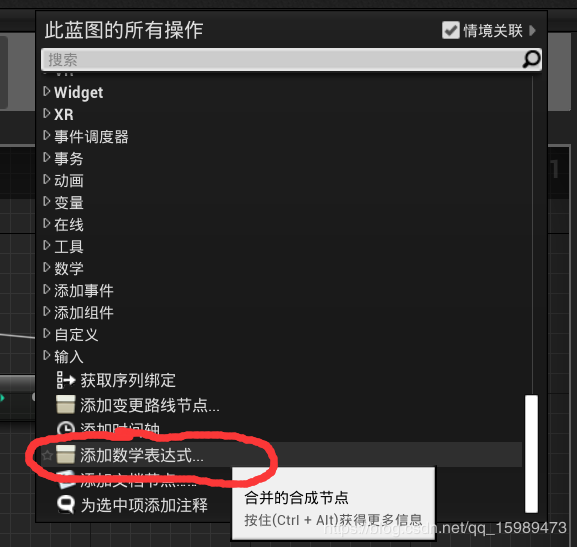 此蓝图的所有操作
情境关联
搜索
VR
Widget
XR
事件调度器
事务
动画
变量
在线
工具
数学
添加事件
添加组件
自定义
输入
获取序列绑定
添加变更路线节点...
添加时间轴
添加数学表达式...
添加文档节点......
为选中项添加注释
合并的合成节点
按住(Ctrl + Alt)获得更多信息
https://blog.csdn.net/qq_15989473
1